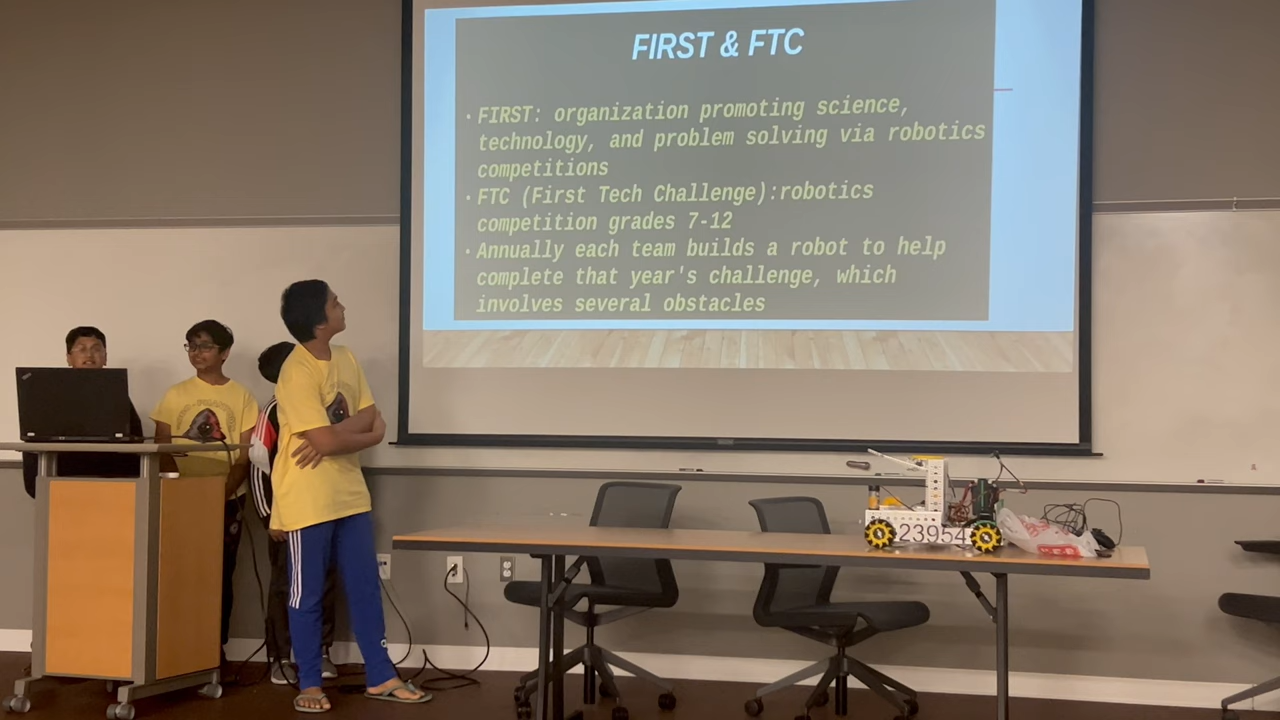 FIRST & FTC
• FIRST: organization promoting science,
technology, and problem solving via robotics
competitions
• FTC (First Tech Challenge):robotics
competition grades 7-12
• Annually each team builds a robot to help
complete that year's challenge, which
involves several obstacles
23954